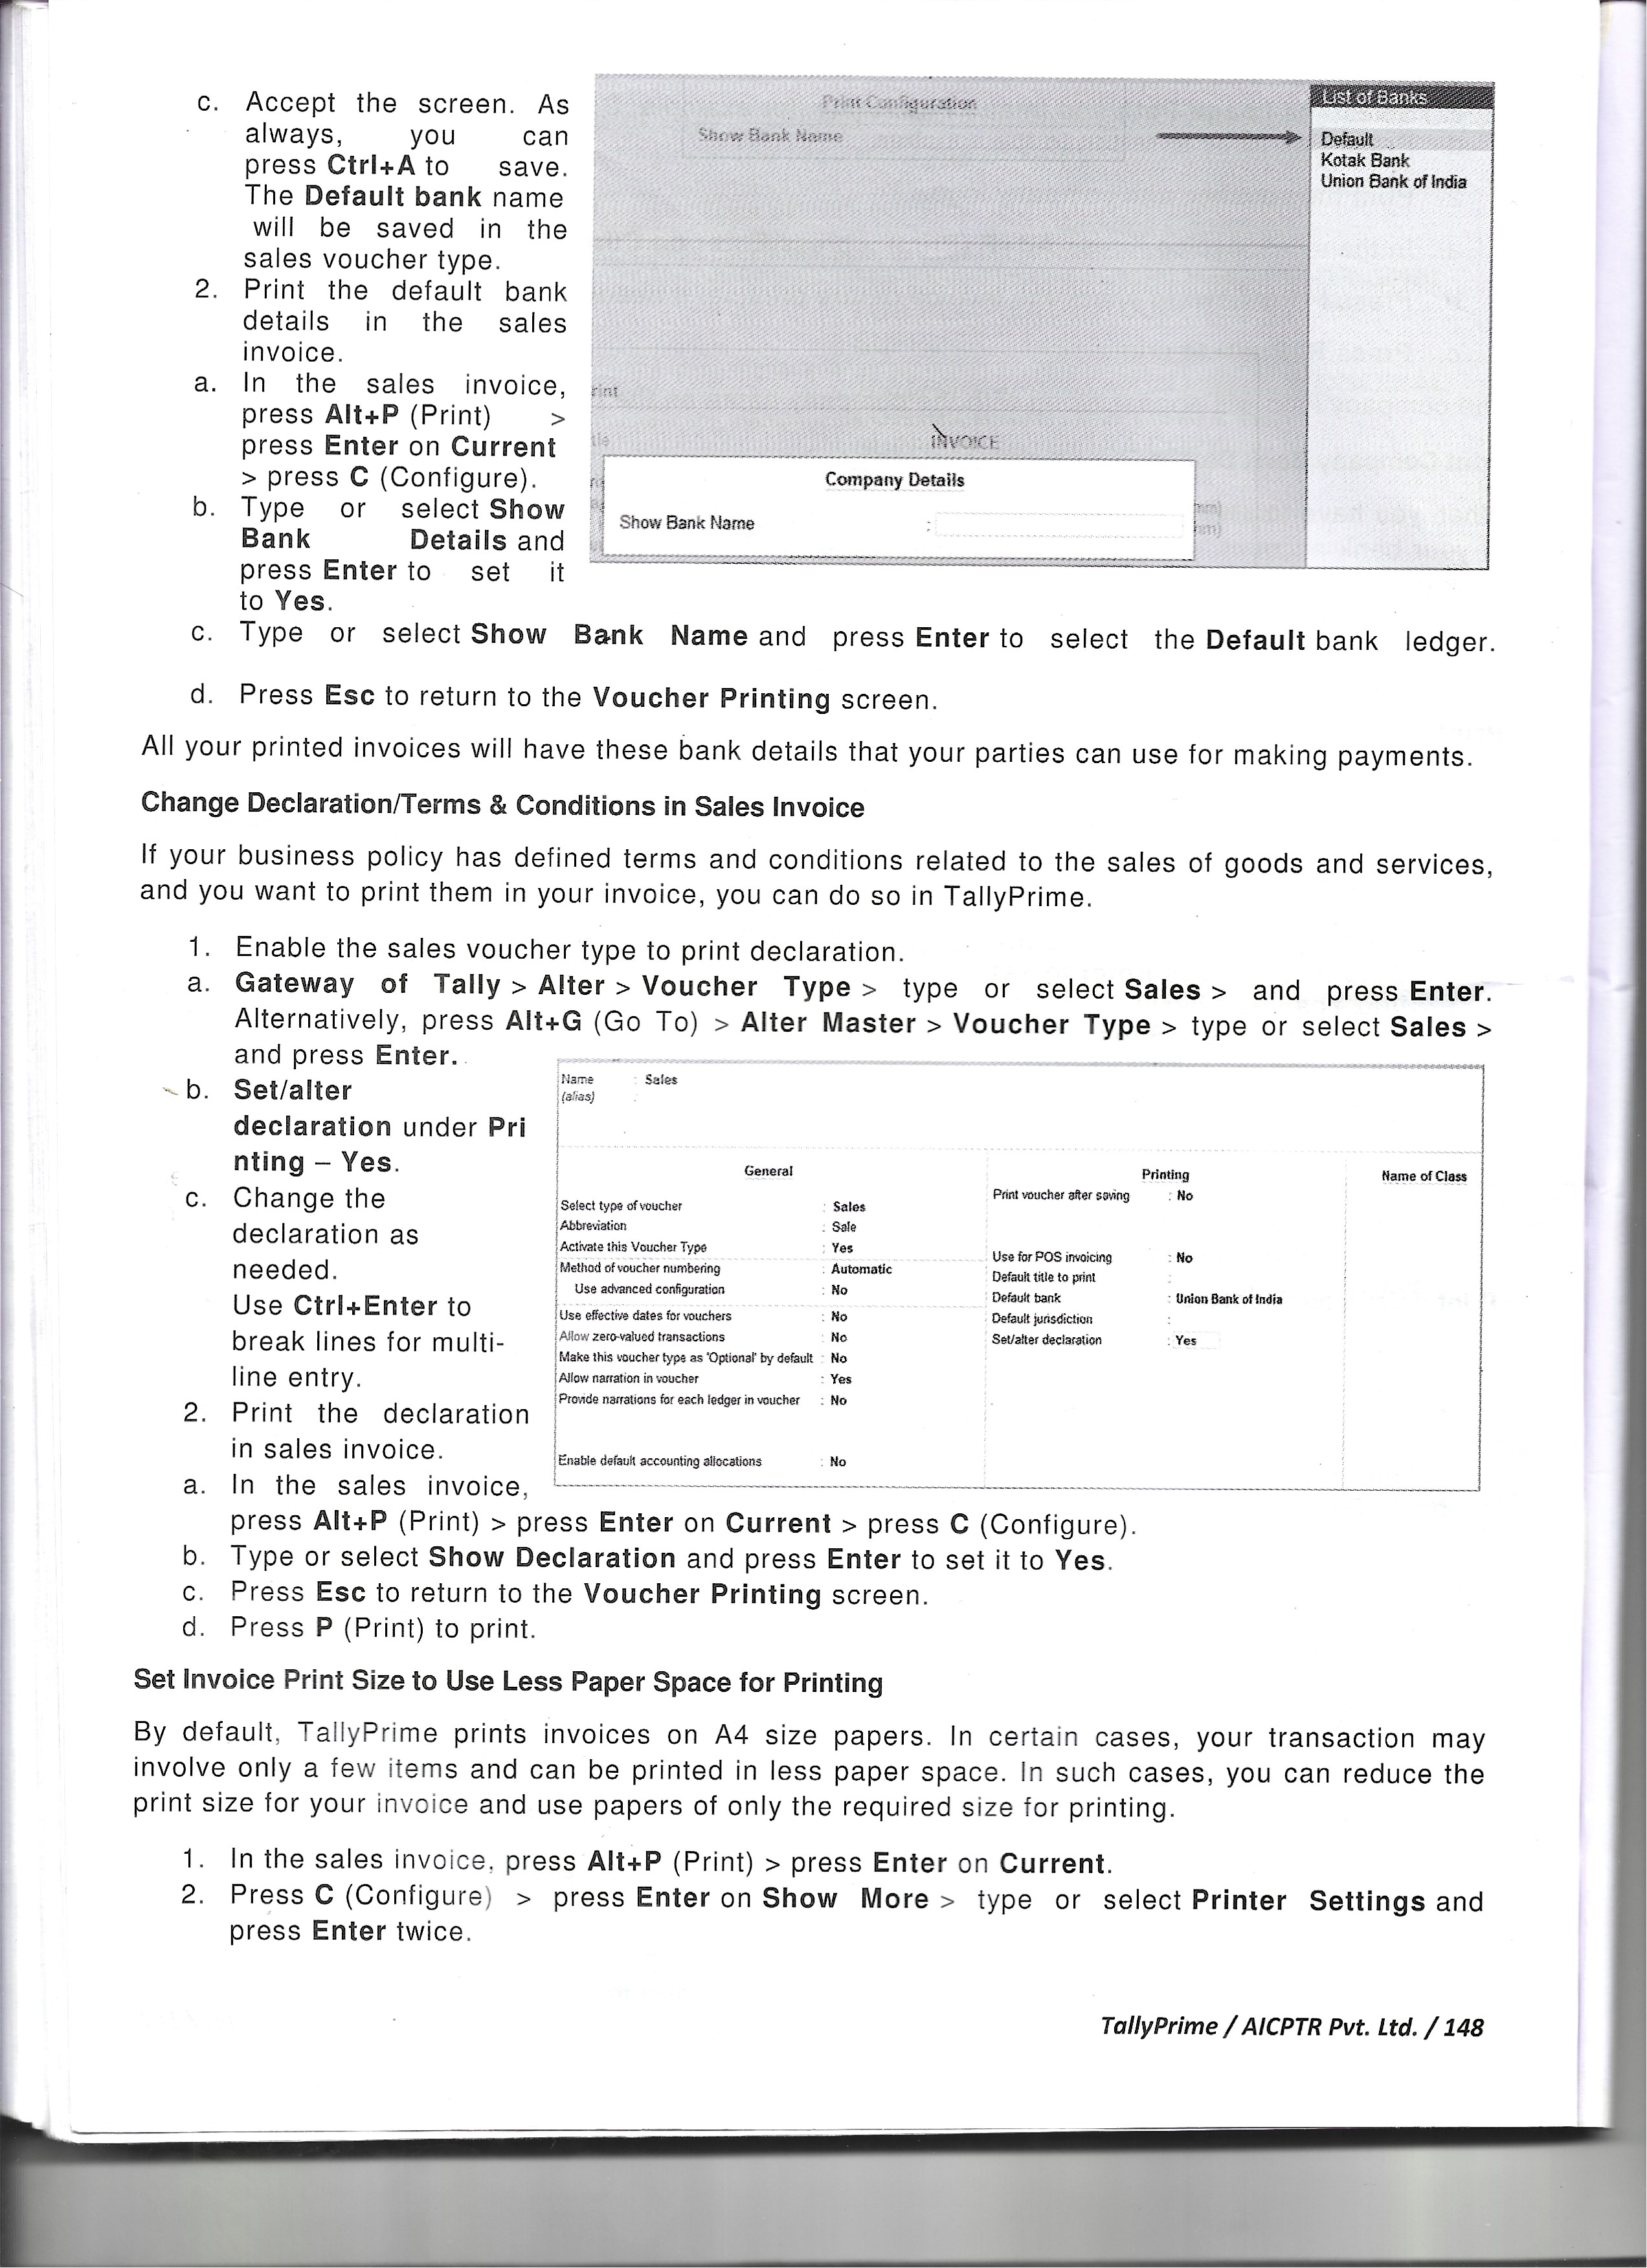 c. Accept the screen. As
always, you can
press Ctrl+A to save.
The Default bank name
will be saved in the
sales voucher type.
2. Print the default bank
details in the sales
invoice.
a. In the sales invoice,
press Alt+P (Print) >
press Enter on Current
> press C (Configure).
b. Type or select Show
Bank Details and
press Enter to set it
to Yes.
Print Configuration
Show Bank Name
List of Banks
Default
Kotak Bank
Union Bank of India
INVOICE
Company Details
Show Bank Name :
c. Type or select Show Bank Name and press Enter to select the Default bank ledger.
d. Press Esc to return to the Voucher Printing screen.
All your printed invoices will have these bank details that your parties can use for making payments.
Change Declaration/Terms & Conditions in Sales Invoice
If your business policy has defined terms and conditions related to the sales of goods and services,
and you want to print them in your invoice, you can do so in TallyPrime.
1. Enable the sales voucher type to print declaration.
a. Gateway of Tally > Alter > Voucher Type > type or select Sales > and press Enter.
Alternatively, press Alt+G (Go To) > Alter Master > Voucher Type > type or select Sales >
and press Enter.
b. Set/alter
declaration under Pri
nting – Yes.
c. Change the
declaration as
needed.
Use Ctrl+Enter to
break lines for multi-
line entry.
2. Print the declaration
in sales invoice.
a. In the sales invoice,
press Alt+P (Print) > press Enter on Current > press C (Configure).
Name : Sales
(alias) :
General
Select type of voucher : Sales
Abbreviation : Sale
Activate this Voucher Type : Yes
Method of voucher numbering : Automatic
Use advanced configuration : No
Use effective dates for vouchers : No
Allow zero-valued transactions : No
Make this voucher type as 'Optional' by default : No
Allow narration in voucher : Yes
Provide narrations for each ledger in voucher : No
Enable default accounting allocations : No
Printing
Print voucher after saving : No
Use for POS invoicing : No
Default title to print :
Default bank : Union Bank of India
Default jurisdiction :
Set/alter declaration : Yes
Name of Class
b. Type or select Show Declaration and press Enter to set it to Yes.
c. Press Esc to return to the Voucher Printing screen.
d. Press P (Print) to print.
Set Invoice Print Size to Use Less Paper Space for Printing
By default, TallyPrime prints invoices on A4 size papers. In certain cases, your transaction may
involve only a few items and can be printed in less paper space. In such cases, you can reduce the
print size for your invoice and use papers of only the required size for printing.
1. In the sales invoice, press Alt+P (Print) > press Enter on Current.
2. Press C (Configure) > press Enter on Show More > type or select Printer Settings and
press Enter twice.
TallyPrime / AICPTR Pvt. Ltd. / 148